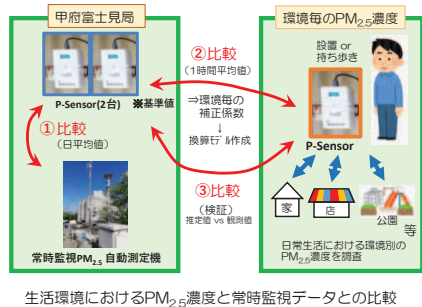 甲府富士見局
P-Sensor(2台) ※基準値
①比較
(日平均値)
常時監視PM2.5 自動測定機
②比較
(1時間平均値)
⇒環境毎の
補正係数
↓
換算ﾓﾃﾞﾙ作成
③比較
(検証)
推定値 vs 観測値
環境毎のPM2.5濃度
設置 or
持ち歩き
P-Sensor
家
店
公園
等
日常生活における環境別の
PM2.5濃度を調査
生活環境におけるPM2.5濃度と常時監視データとの比較